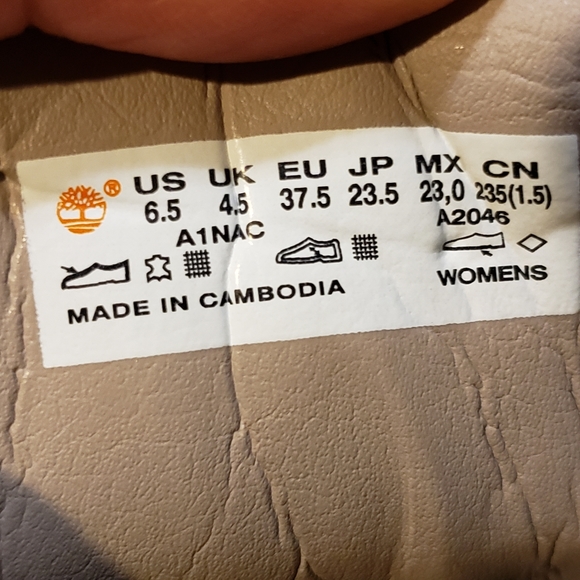 US UK EU JP MX CN
6.5 4.5 37.5 23.5 23,0 235(1.5)
A1NAC A2046
WOMENS
MADE IN CAMBODIA
®